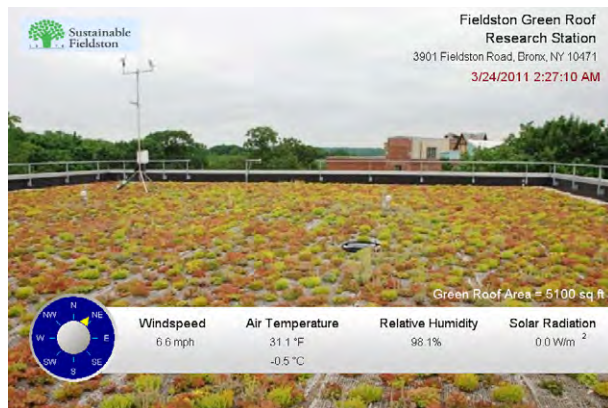 Sustainable
Fieldston
Fieldston Green Roof
Research Station
3901 Fieldston Road, Bronx, NY 10471
3/24/2011 2:27:10 AM
Green Roof Area = 5100 sq ft
N
NW NE
W E
SW SE
S
Windspeed Air Temperature Relative Humidity Solar Radiation
6.6 mph 31.1 °F 98.1% 0.0 W/m 2
-0.5 °C